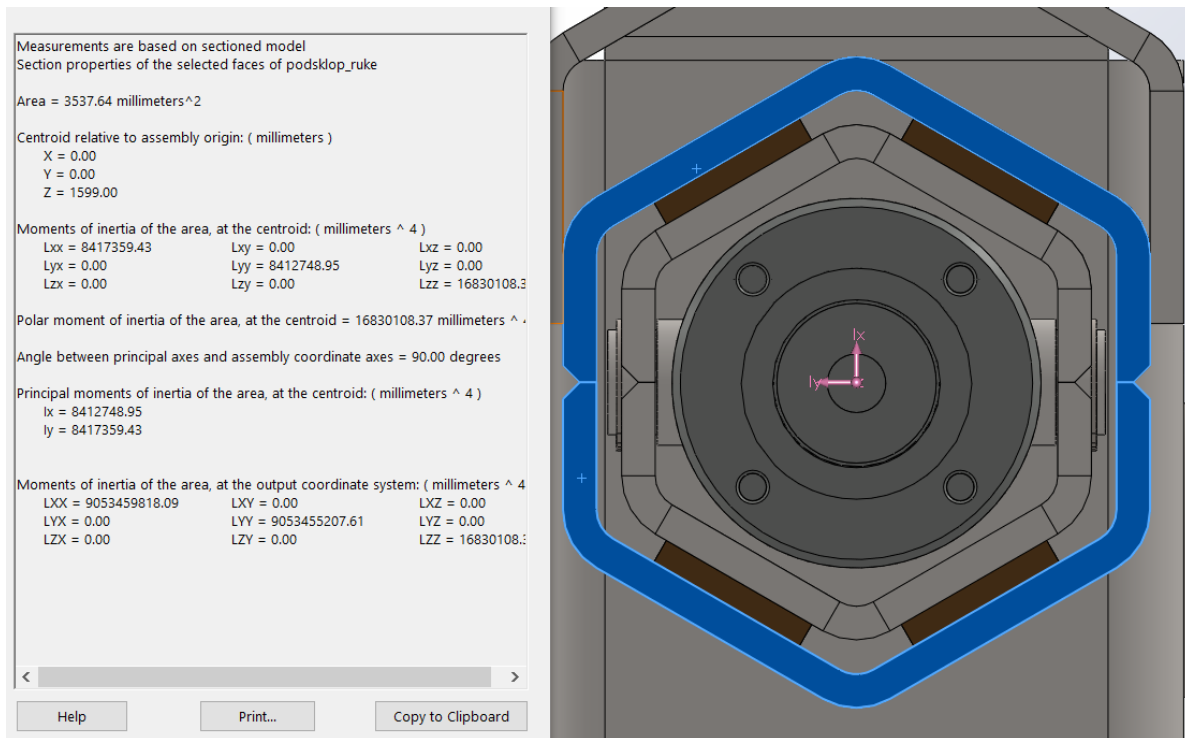 Measurements are based on sectioned model
Section properties of the selected faces of podsklop_ruke
Area = 3537.64 millimeters^2
Centroid relative to assembly origin: ( millimeters )
X = 0.00
Y = 0.00
Z = 1599.00
Moments of inertia of the area, at the centroid: ( millimeters ^ 4 )
Lxx = 8417359.43 Lxy = 0.00 Lxz = 0.00
Lyx = 0.00 Lyy = 8412748.95 Lyz = 0.00
Lzx = 0.00 Lzy = 0.00 Lzz = 16830108.3
Polar moment of inertia of the area, at the centroid = 16830108.37 millimeters ^
Angle between principal axes and assembly coordinate axes = 90.00 degrees
Principal moments of inertia of the area, at the centroid: ( millimeters ^ 4 )
Ix = 8412748.95
Iy = 8417359.43
Moments of inertia of the area, at the output coordinate system: ( millimeters ^ 4
LXX = 9053459818.09 LXY = 0.00 LXZ = 0.00
LYX = 0.00 LYY = 9053455207.61 LYZ = 0.00
LZX = 0.00 LZY = 0.00 LZZ = 16830108.3
Help Print... Copy to Clipboard
Ix
Iy